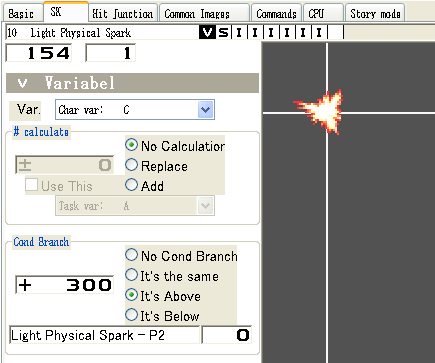 Basic SK Hit Junction Common Images Commands CPU Story mode
10 Light Physical Spark V S I I I I I I
154 1
V Variabel
Var. Char var: C
# calculate
No Calculation
± 0 Replace
Use This Add
Task var: A
Cond Branch
No Cond Branch
It's the same
+ 300 It's Above
It's Below
Light Physical Spark - P2 0